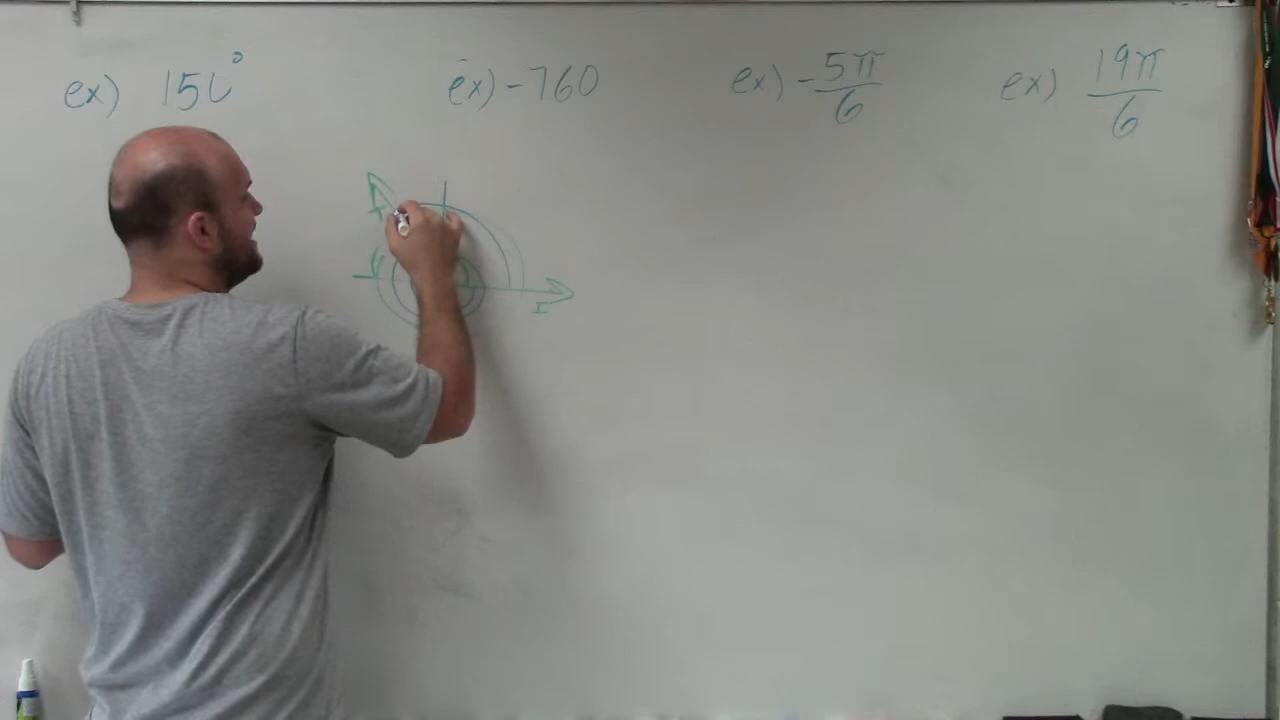 ex) 150°
ex) -760
ex) -5π/6
ex) 19π/6
T
I